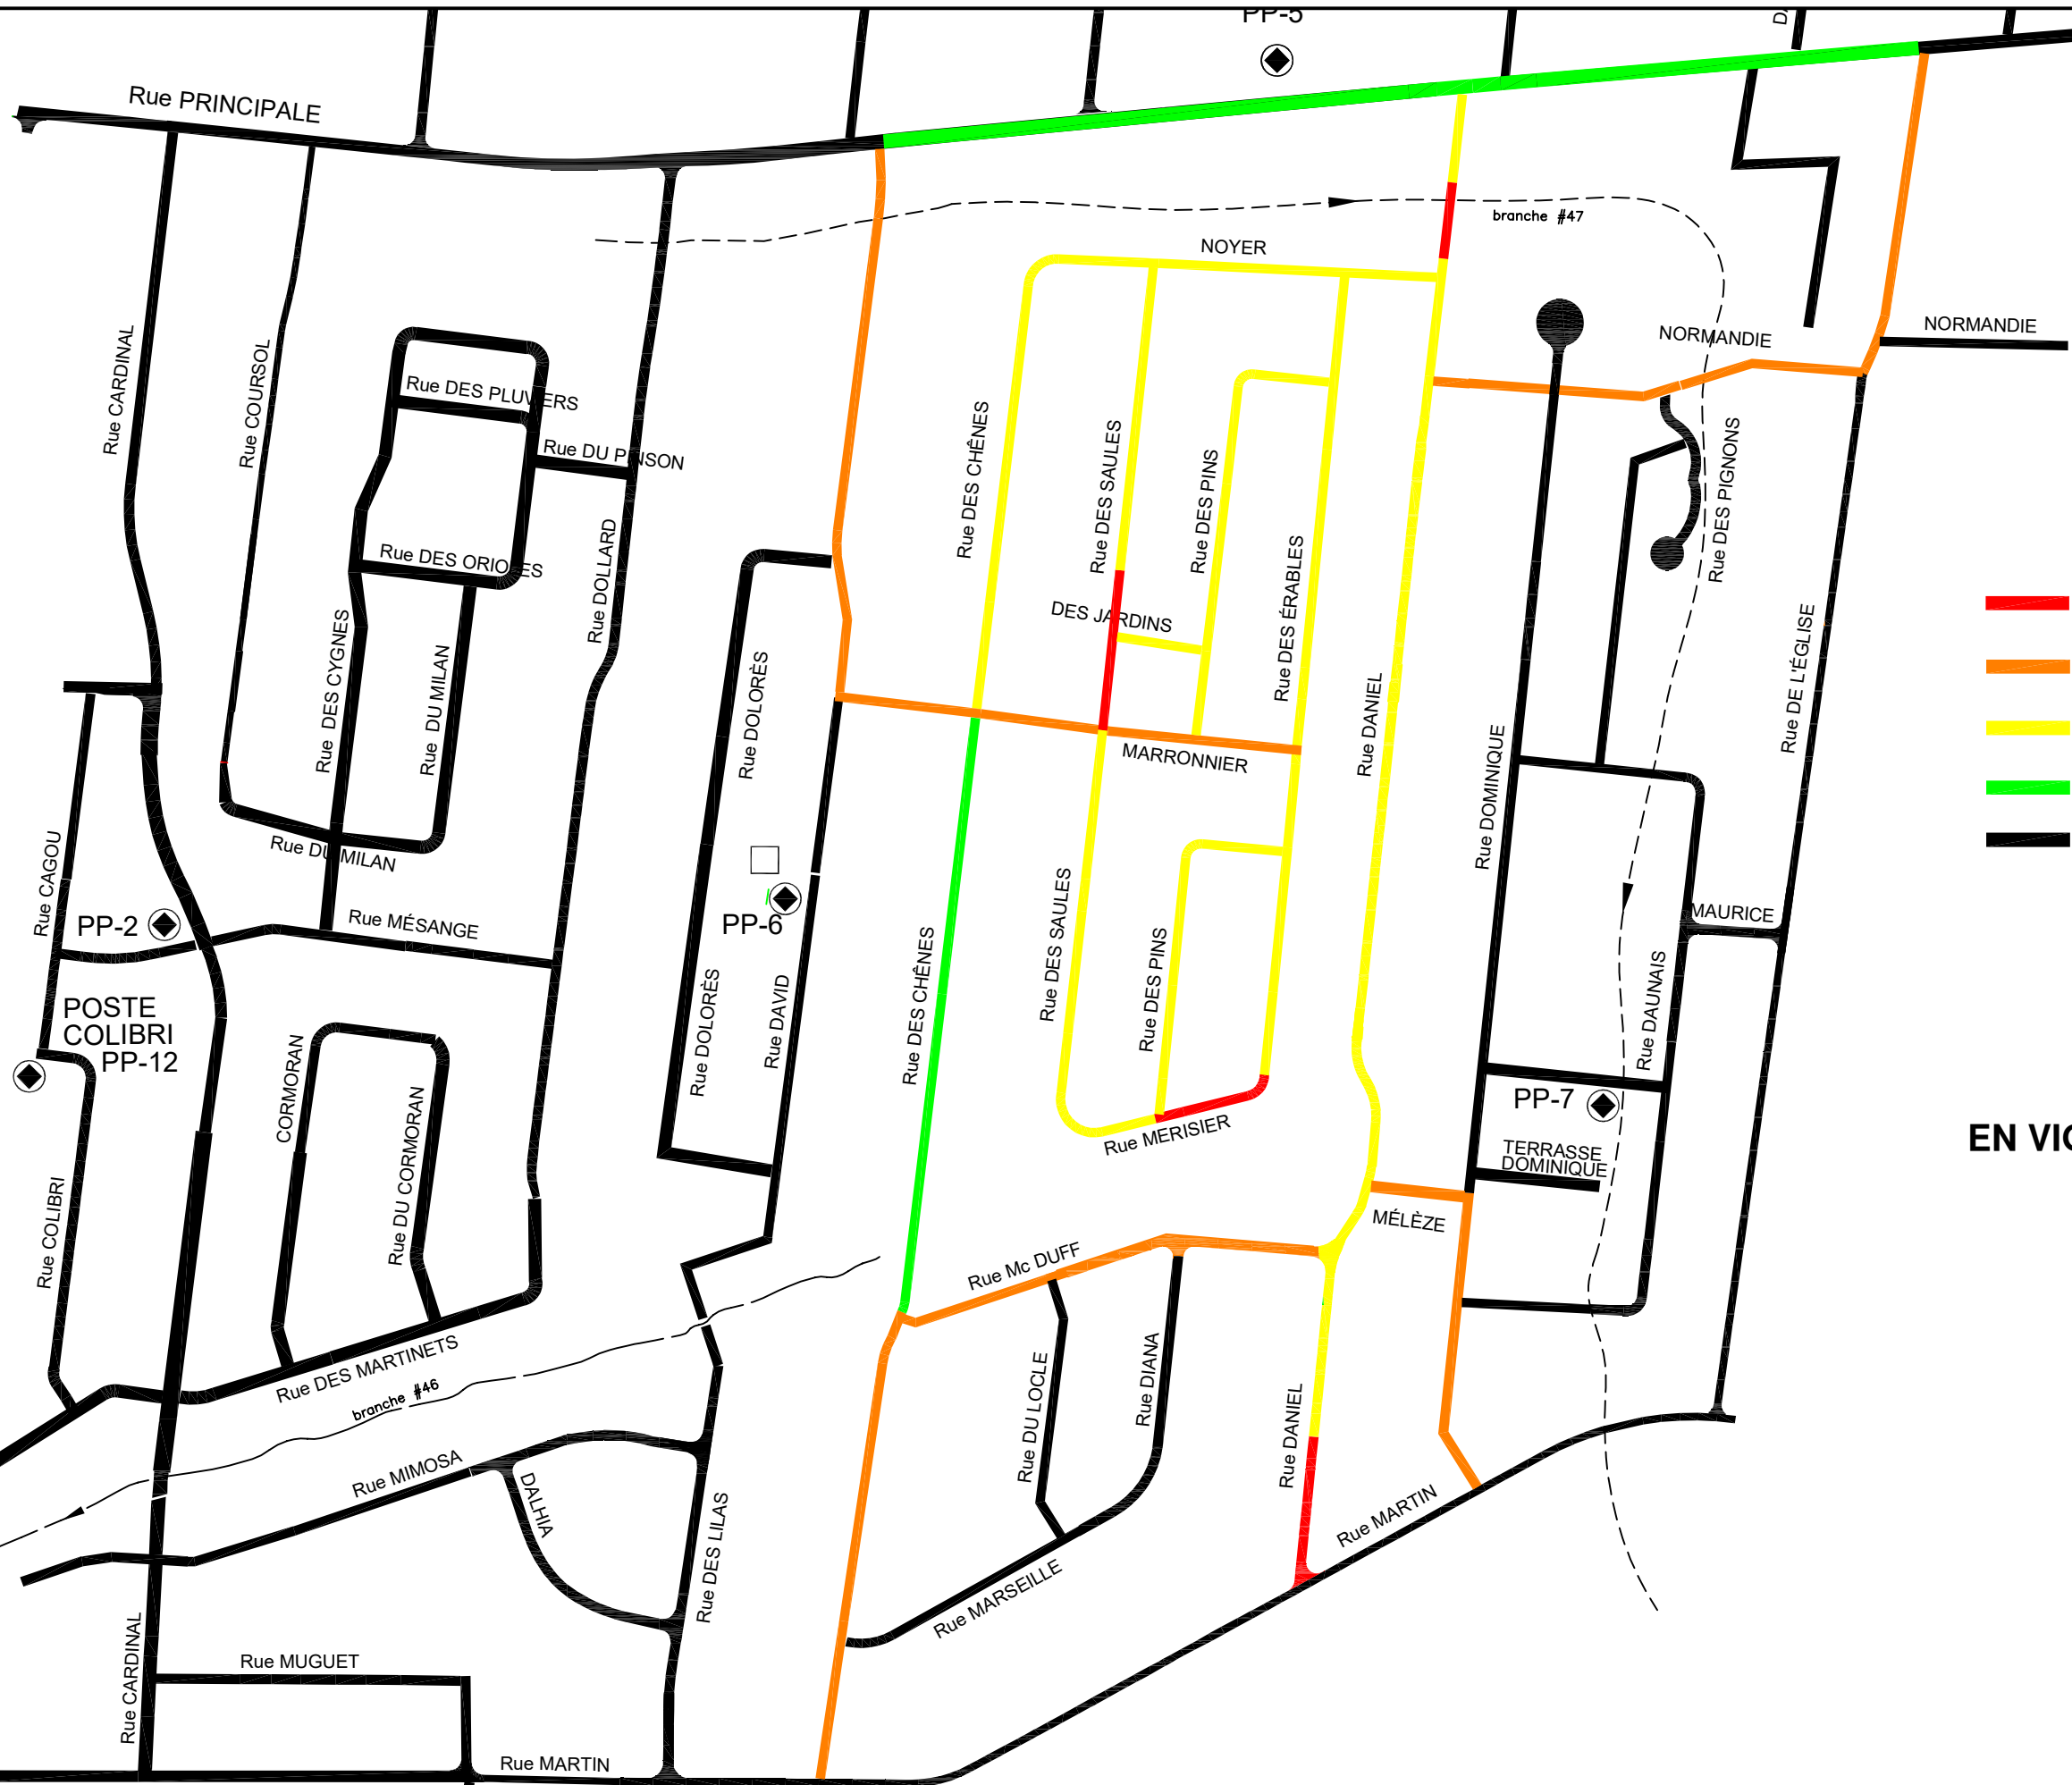 PP-5
Rue PRINCIPALE
branche #47
NOYER
NORMANDIE
NORMANDIE
Rue CARDINAL
Rue COURSOL
Rue DES PLUVIERS
Rue DU PINSON
Rue DES ORIOLES
Rue DOLLARD
Rue DES CYGNES
Rue DU MILAN
Rue DU MILAN
Rue DES CHÊNES
Rue DES SAULES
Rue DES PINS
DES JARDINS
Rue DES ÉRABLES
Rue DANIEL
MARRONNIER
Rue DES PIGNONS
Rue DE L'ÉGLISE
Rue DOMINIQUE
Rue DOLORÈS
Rue CAGOU
PP-2
Rue MÉSANGE
PP-6
MAURICE
POSTE
COLIBRI
PP-12
CORMORAN
Rue DU CORMORAN
Rue DOLORÈS
Rue DAVID
Rue DES CHÊNES
Rue DES SAULES
Rue DES PINS
Rue MERISIER
Rue DAUNAIS
PP-7
TERRASSE
DOMINIQUE
EN VIG
Rue COLIBRI
MÉLÈZE
Rue Mc DUFF
Rue DES MARTINETS
branche #46
Rue DU LOCLE
Rue DIANA
Rue DANIEL
Rue MIMOSA
DALHIA
Rue DES LILAS
Rue MARTIN
Rue MARSEILLE
Rue CARDINAL
Rue MUGUET
Rue MARTIN